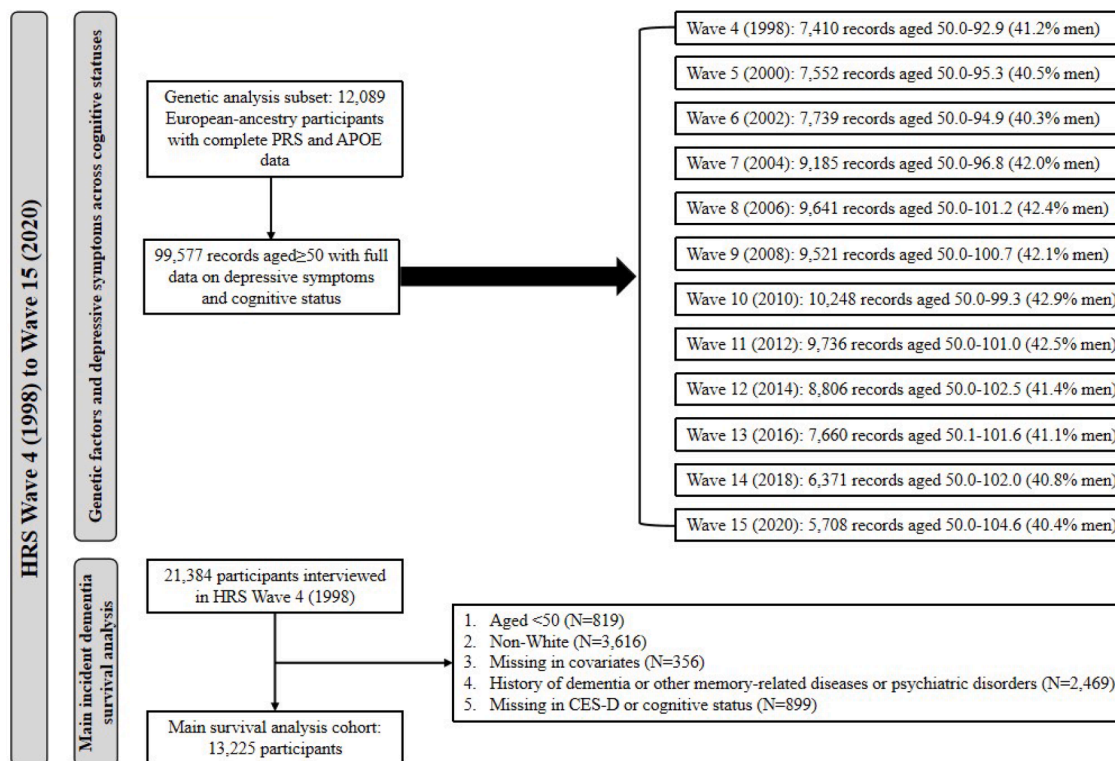 HRS Wave 4 (1998) to Wave 15 (2020)
Genetic factors and depressive symptoms across cognitive statuses
Genetic analysis subset: 12,089
European-ancestry participants
with complete PRS and APOE
data
99,577 records aged≥50 with full
data on depressive symptoms
and cognitive status
Wave 4 (1998): 7,410 records aged 50.0-92.9 (41.2% men)
Wave 5 (2000): 7,552 records aged 50.0-95.3 (40.5% men)
Wave 6 (2002): 7,739 records aged 50.0-94.9 (40.3% men)
Wave 7 (2004): 9,185 records aged 50.0-96.8 (42.0% men)
Wave 8 (2006): 9,641 records aged 50.0-101.2 (42.4% men)
Wave 9 (2008): 9,521 records aged 50.0-100.7 (42.1% men)
Wave 10 (2010): 10,248 records aged 50.0-99.3 (42.9% men)
Wave 11 (2012): 9,736 records aged 50.0-101.0 (42.5% men)
Wave 12 (2014): 8,806 records aged 50.0-102.5 (41.4% men)
Wave 13 (2016): 7,660 records aged 50.1-101.6 (41.1% men)
Wave 14 (2018): 6,371 records aged 50.0-102.0 (40.8% men)
Wave 15 (2020): 5,708 records aged 50.0-104.6 (40.4% men)
Main incident dementia
survival analysis
21,384 participants interviewed
in HRS Wave 4 (1998)
1. Aged <50 (N=819)
2. Non-White (N=3,616)
3. Missing in covariates (N=356)
4. History of dementia or other memory-related diseases or psychiatric disorders (N=2,469)
5. Missing in CES-D or cognitive status (N=899)
Main survival analysis cohort:
13,225 participants